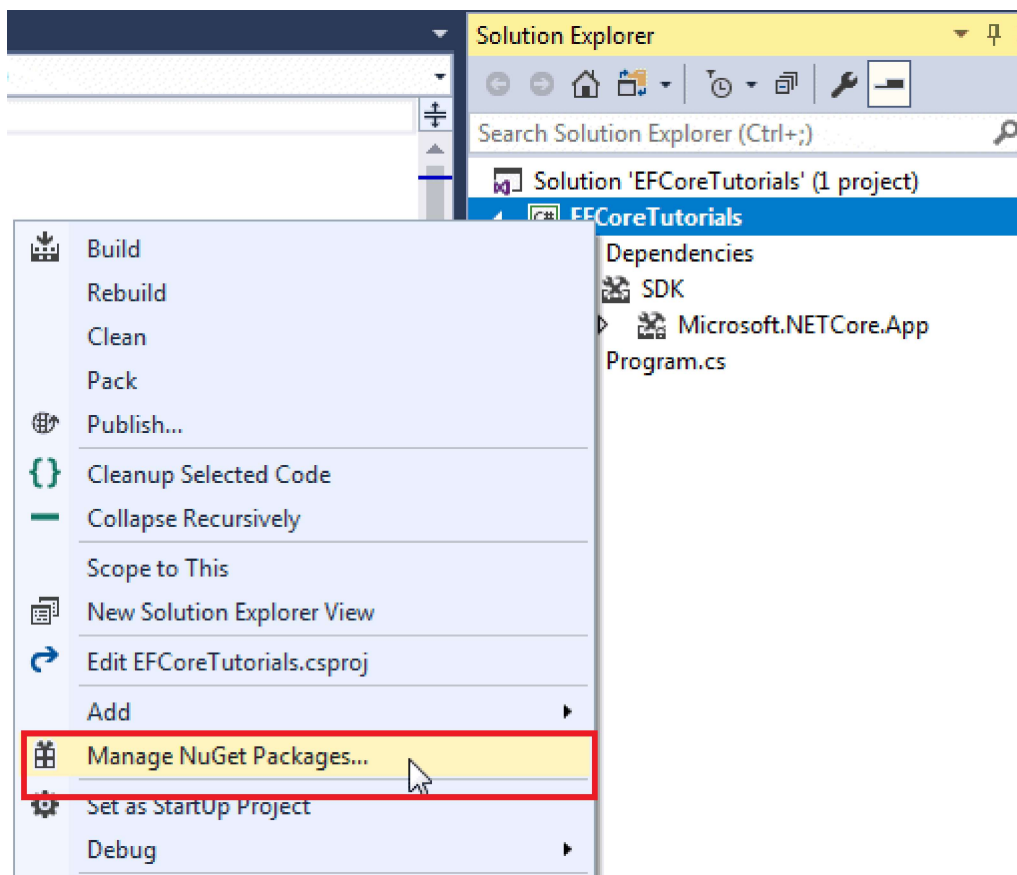 Solution Explorer
Search Solution Explorer (Ctrl+;)
Solution 'EFCoreTutorials' (1 project)
C# EFCoreTutorials
Dependencies
SDK
Microsoft.NETCore.App
Program.cs
Build
Rebuild
Clean
Pack
Publish...
Cleanup Selected Code
Collapse Recursively
Scope to This
New Solution Explorer View
Edit EFCoreTutorials.csproj
Add
Manage NuGet Packages...
Set as StartUp Project
Debug